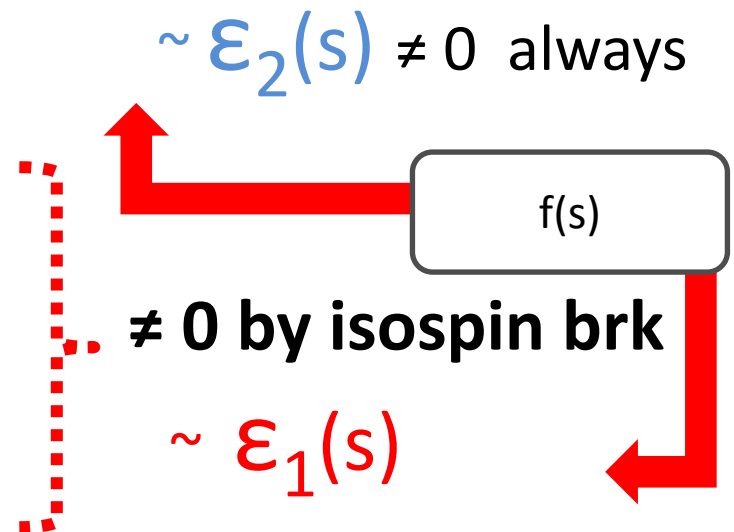 ~ ε₂(s) ≠ 0 always
f(s)
≠ 0 by isospin brk
~ ε₁(s)